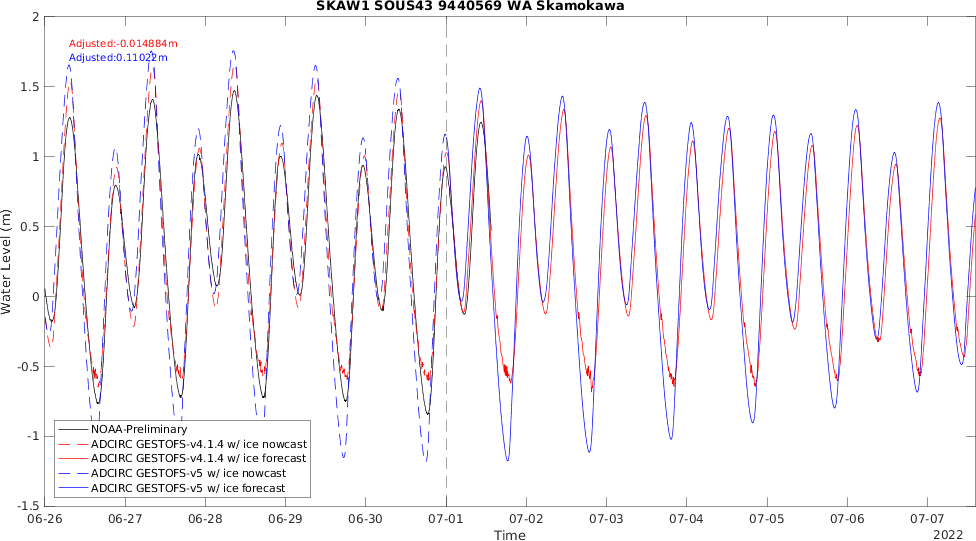 SKAW1 SOUS43 9440569 WA Skamokawa
Adjusted:-0.014884m
Adjusted:0.11022m
2
1.5
1
0.5
0
-0.5
-1
-1.5
Water Level (m)
NOAA-Preliminary
ADCIRC GESTOFS-v4.1.4 w/ ice nowcast
ADCIRC GESTOFS-v4.1.4 w/ ice forecast
ADCIRC GESTOFS-v5 w/ ice nowcast
ADCIRC GESTOFS-v5 w/ ice forecast
06-26 06-27 06-28 06-29 06-30 07-01 07-02 07-03 07-04 07-05 07-06 07-07
Time
2022